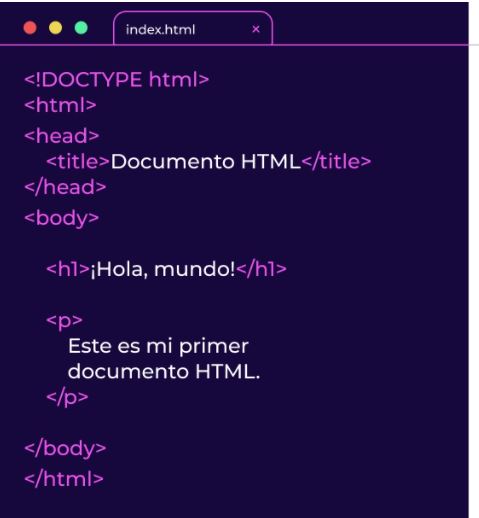 index.html ×
<!DOCTYPE html>
<html>
<head>
<title>Documento HTML</title>
</head>
<body>
<h1>¡Hola, mundo!</h1>
<p>
Este es mi primer
documento HTML.
</p>
</body>
</html>